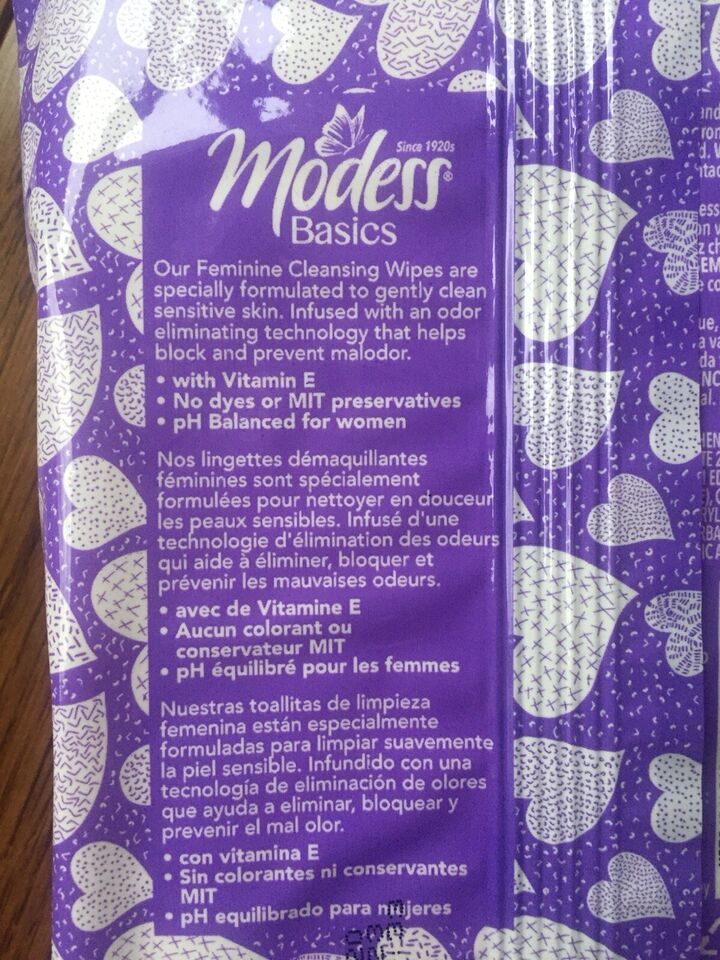 Modess®
Since 1920s
Basics
Our Feminine Cleansing Wipes are
specially formulated to gently clean
sensitive skin. Infused with an odor
eliminating technology that helps
block and prevent malodor.
• with Vitamin E
• No dyes or MIT preservatives
• pH Balanced for women
Nos lingettes démaquillantes
féminines sont spécialement
formulées pour nettoyer en douceur
les peaux sensibles. Infusé d'une
technologie d'élimination des odeurs
qui aide à éliminer, bloquer et
prévenir les mauvaises odeurs.
• avec de Vitamine E
• Aucun colorant ou
conservateur MIT
• pH équilibré pour les femmes
Nuestras toallitas de limpieza
femenina están especialmente
formuladas para limpiar suavemente
la piel sensible. Infundido con una
tecnología de eliminación de olores
que ayuda a eliminar, bloquear y
prevenir el mal olor.
• con vitamina E
• Sin colorantes ni conservantes
MIT
• pH equilibrado para mujeres